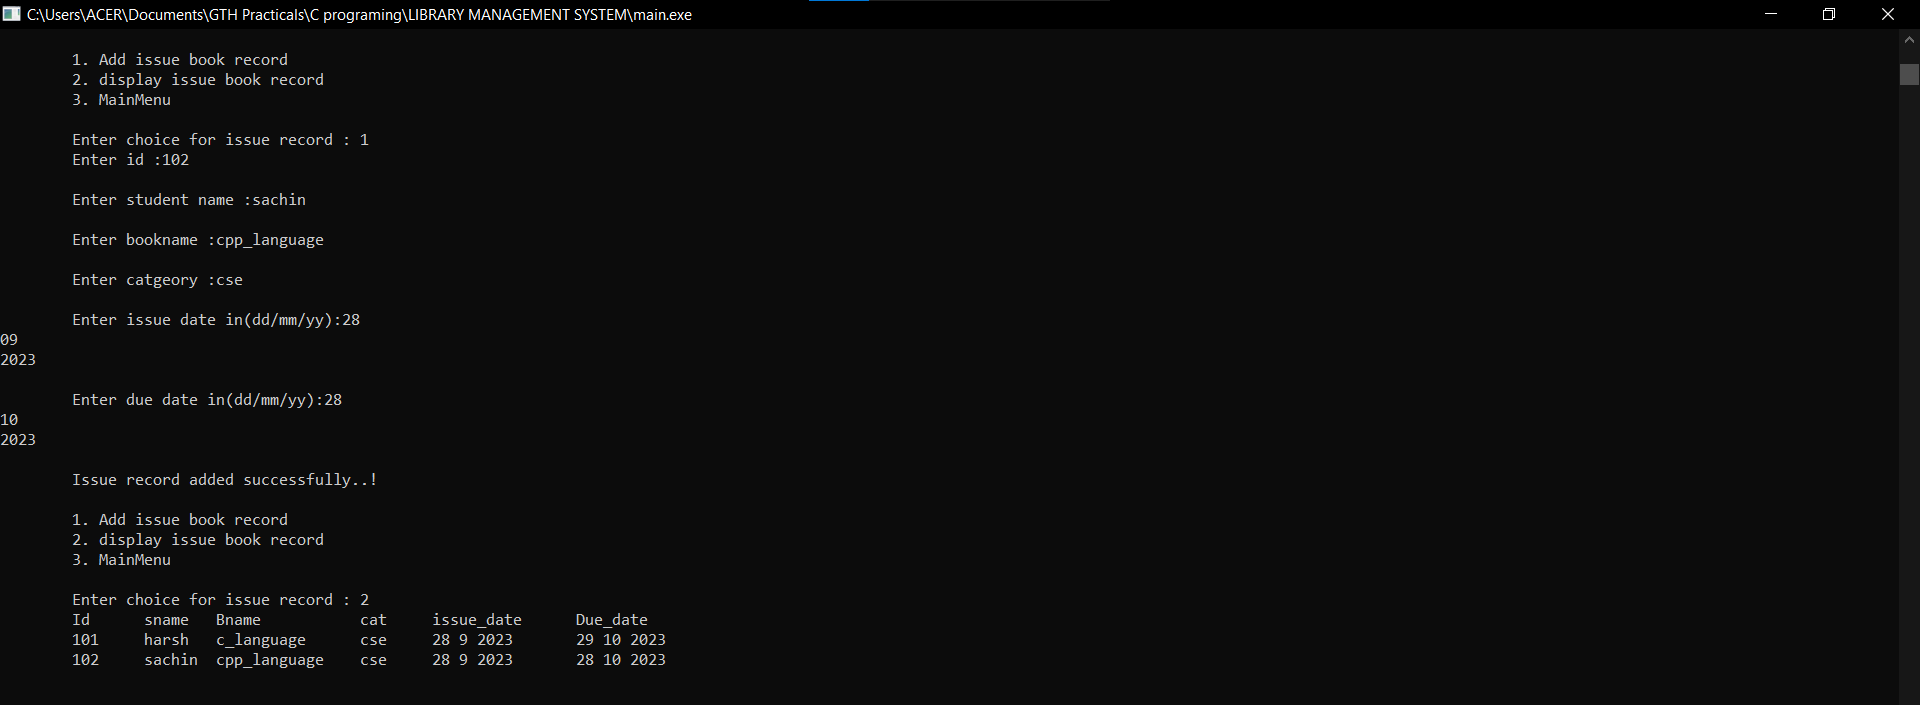 C:\Users\ACER\Documents\GTH Practicals\C programing\LIBRARY MANAGEMENT SYSTEM\main.exe
1. Add issue book record
2. display issue book record
3. MainMenu
Enter choice for issue record : 1
Enter id :102
Enter student name :sachin
Enter bookname :cpp_language
Enter catgeory :cse
Enter issue date in(dd/mm/yy):28
09
2023
Enter due date in(dd/mm/yy):28
10
2023
Issue record added successfully..!
1. Add issue book record
2. display issue book record
3. MainMenu
Enter choice for issue record : 2
Id sname Bname cat issue_date Due_date
101 harsh c_language cse 28 9 2023 29 10 2023
102 sachin cpp_language cse 28 9 2023 28 10 2023